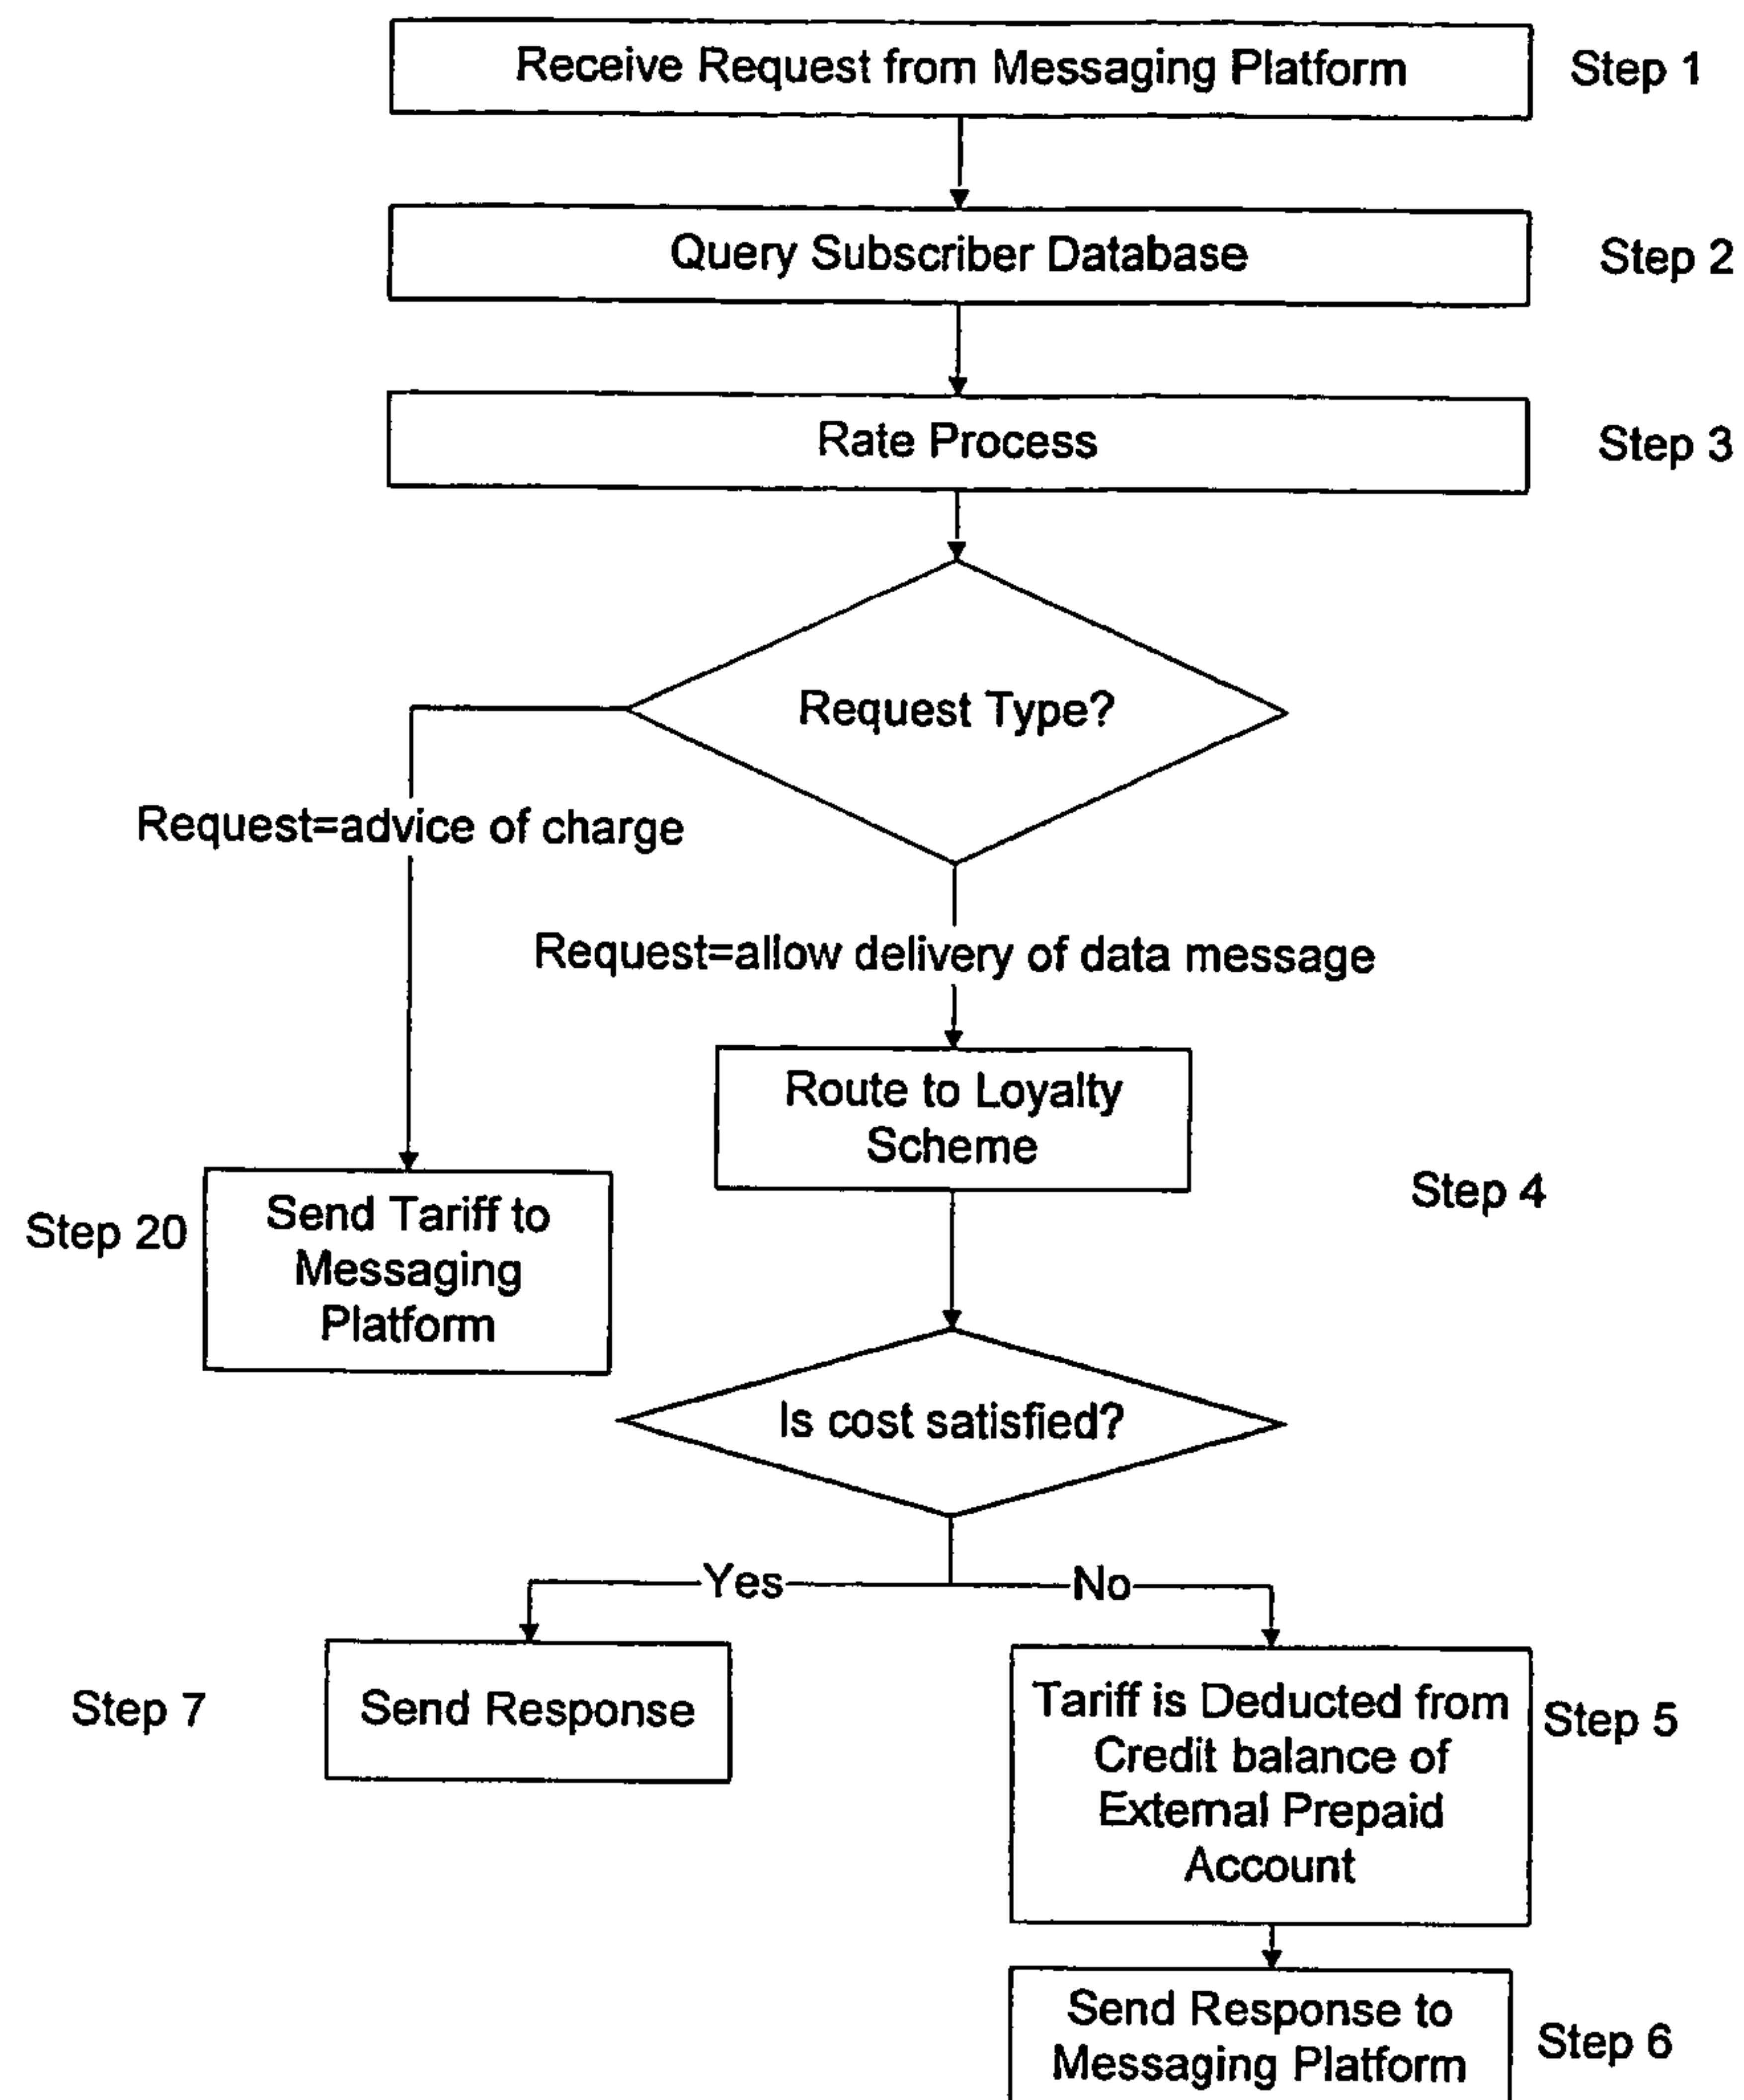 Receive Request from Messaging Platform
Step 1
Query Subscriber Database
Step 2
Rate Process
Step 3
Request Type?
Request=advice of charge
Request=allow delivery of data message
Route to Loyalty
Scheme
Step 4
Step 20
Send Tariff to
Messaging
Platform
Is cost satisfied?
Yes
No
Step 7
Send Response
Tariff is Deducted from
Credit balance of
External Prepaid
Account
Step 5
Send Response to
Messaging Platform
Step 6